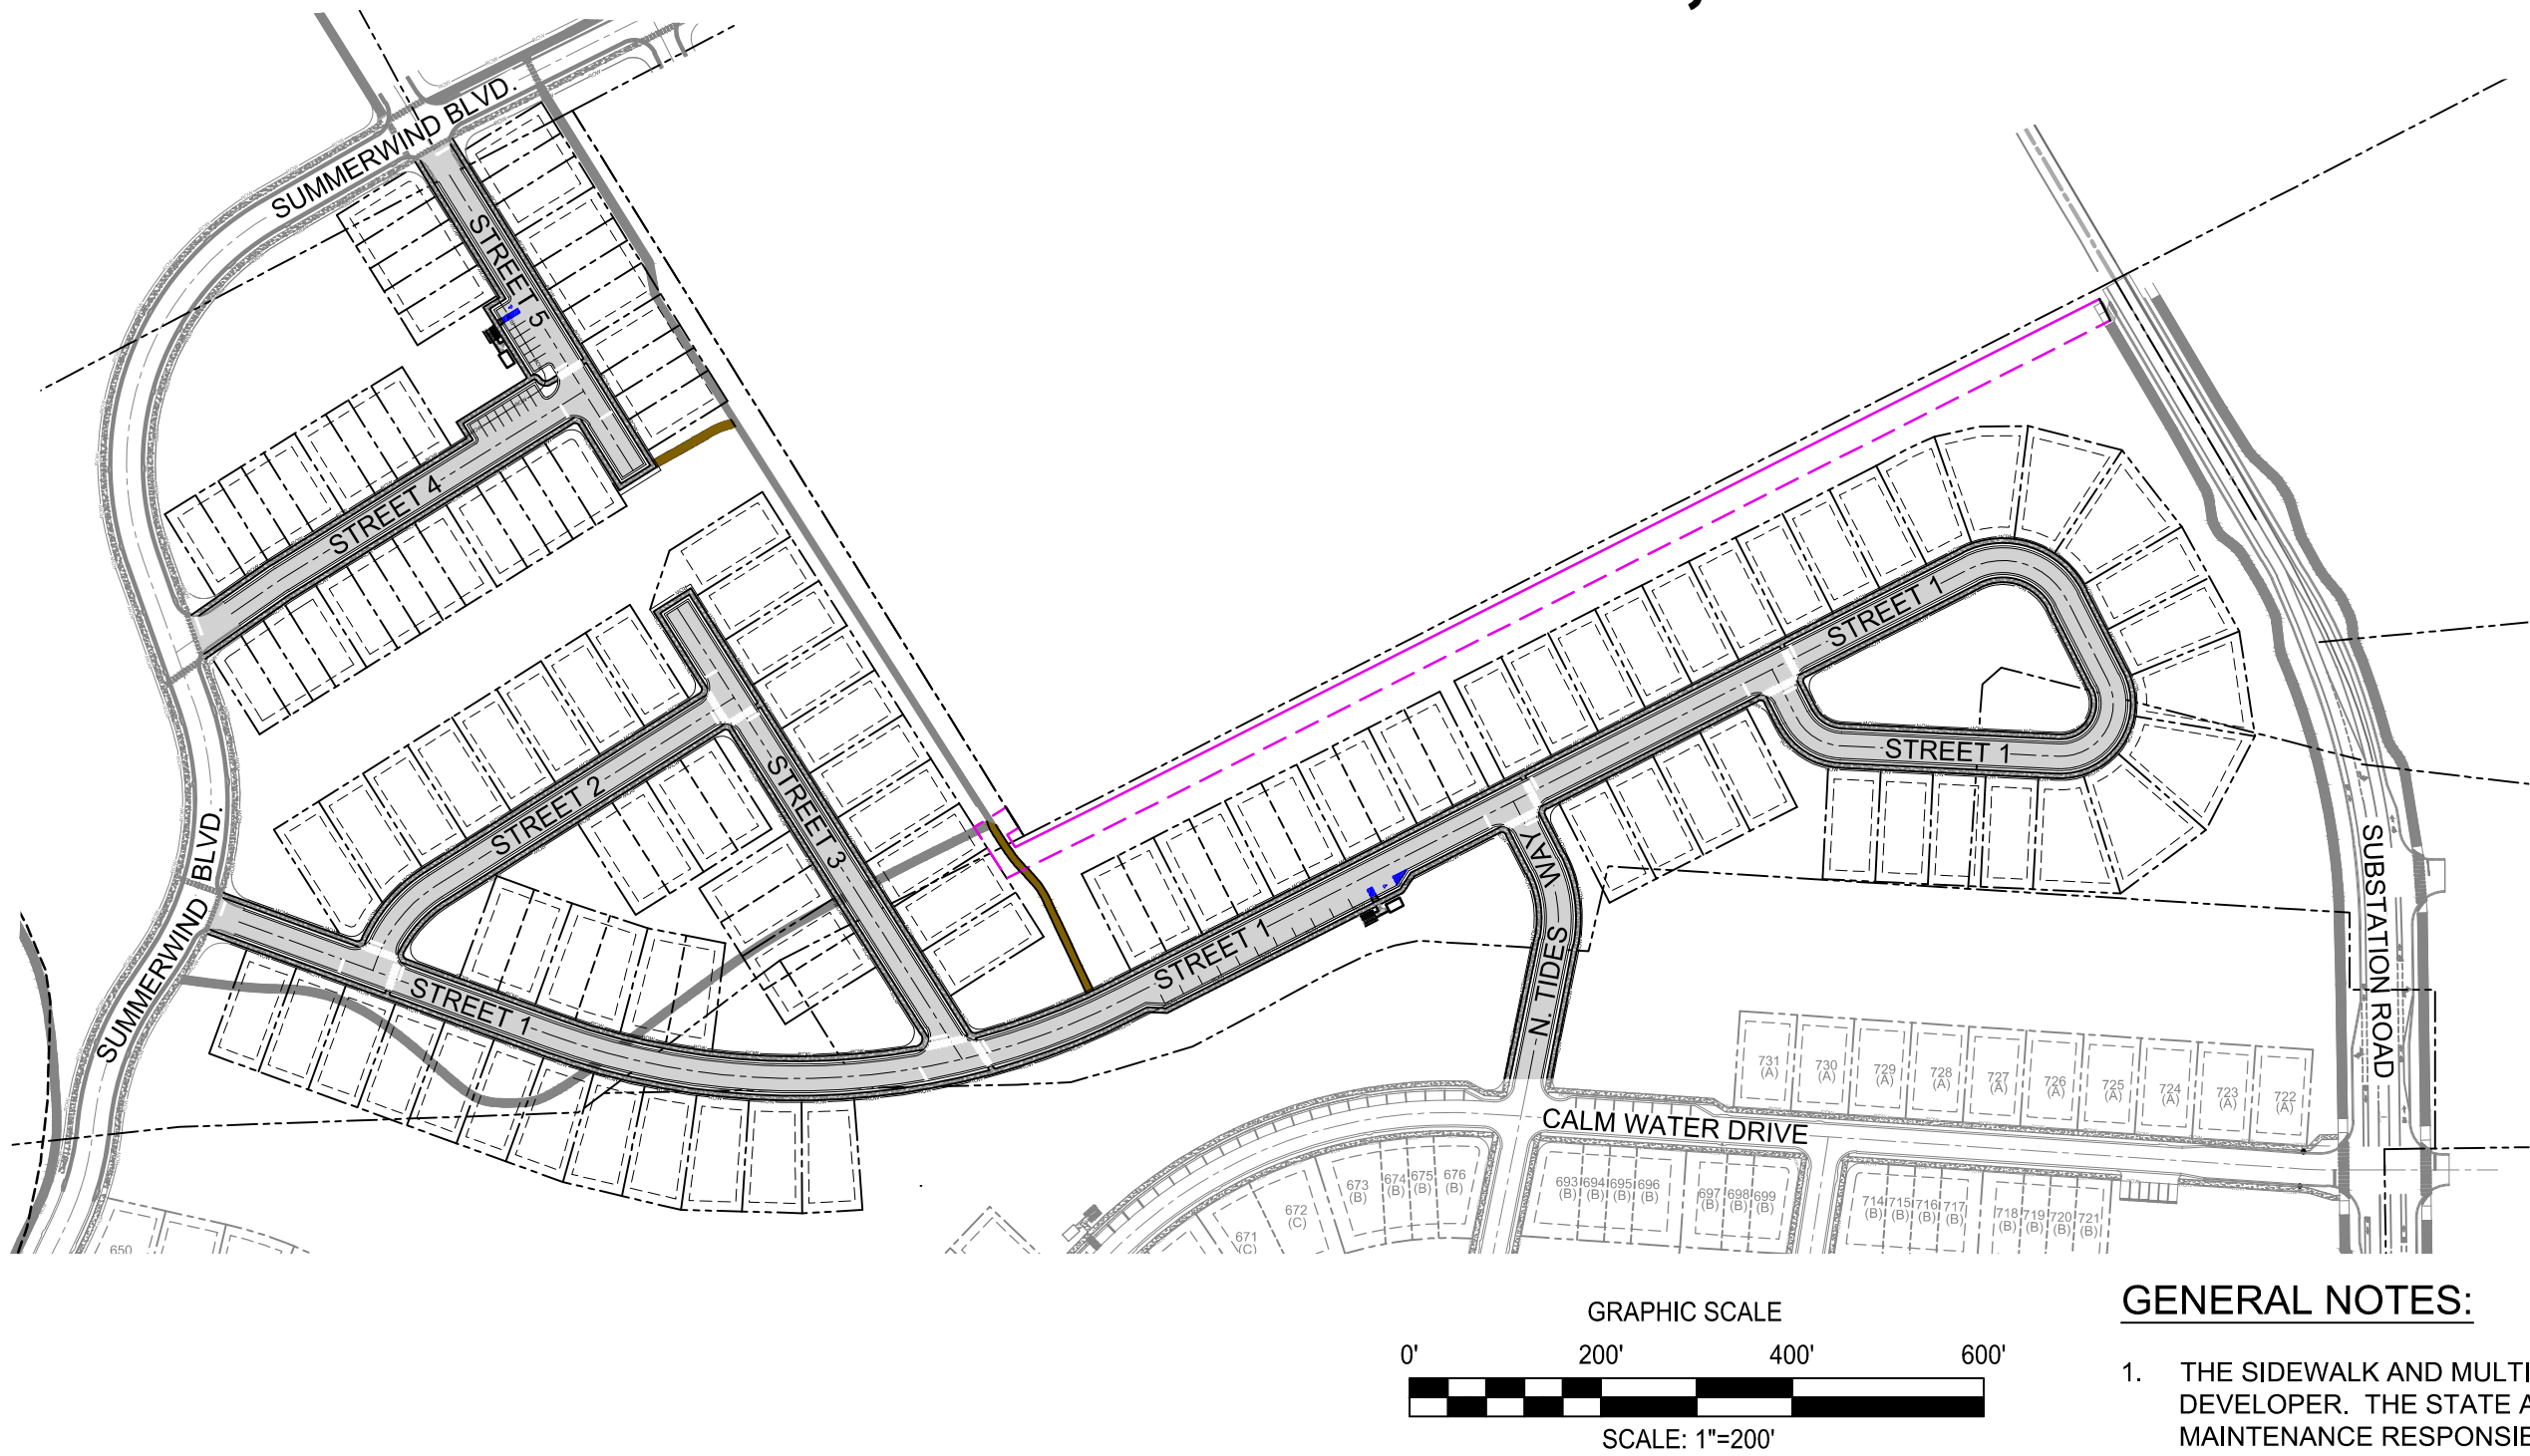 SUMMERWIND BLVD.
STREET 5
STREET 4
STREET 1
STREET 2
STREET 3
STREET 1
SUMMERWIND BLVD.
STREET 1
STREET 1
N. TIDES WAY
SUBSTATION ROAD
CALM WATER DRIVE
731 (A)
730 (A)
729 (A)
728 (A)
727 (A)
726 (A)
725 (A)
724 (A)
723 (A)
722 (A)
650
671 (C)
672 (C)
673 (B)
674 (B)
675 (B)
676 (B)
693 (B)
694 (B)
695 (B)
696 (B)
697 (B)
698 (B)
699 (B)
714 (B)
715 (B)
716 (B)
717 (B)
718 (B)
719 (B)
720 (B)
721 (B)
GRAPHIC SCALE
0' 200' 400' 600'
SCALE: 1"=200'
GENERAL NOTES:
1. THE SIDEWALK AND MULTI
DEVELOPER. THE STATE A
MAINTENANCE RESPONSIB